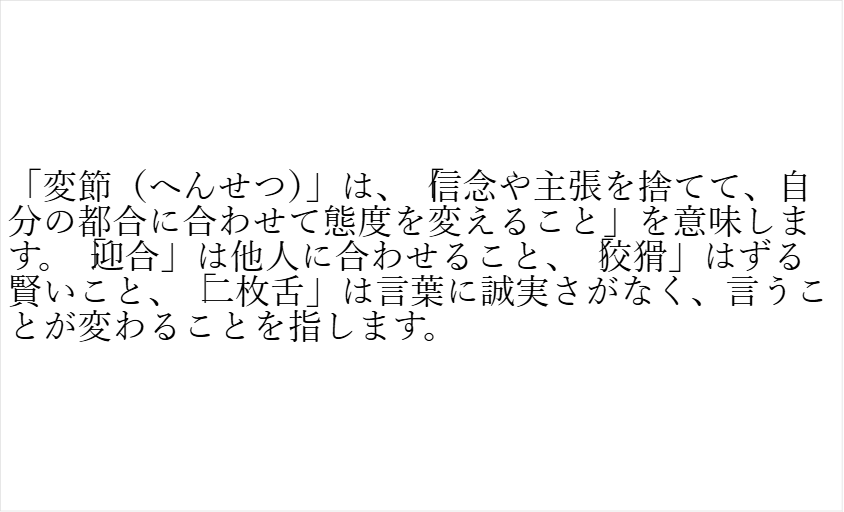 「変節（へんせつ）」は、「信念や主張を捨てて、自
分の都合に合わせて態度を変えること」を意味しま
す。「迎合」は他人に合わせること、「狡猾」はずる
賢いこと、「二枚舌」は言葉に誠実さがなく、言うこ
とが変わることを指します。